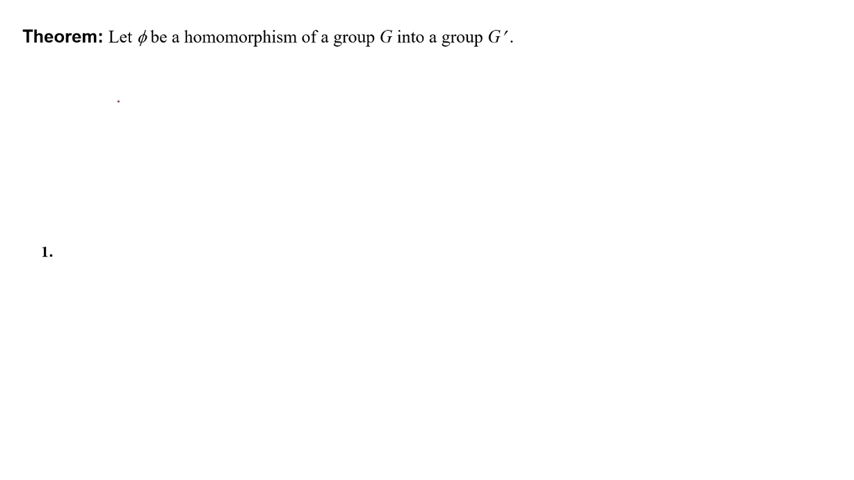 Theorem: Let ϕ be a homomorphism of a group G into a group G′.
1.